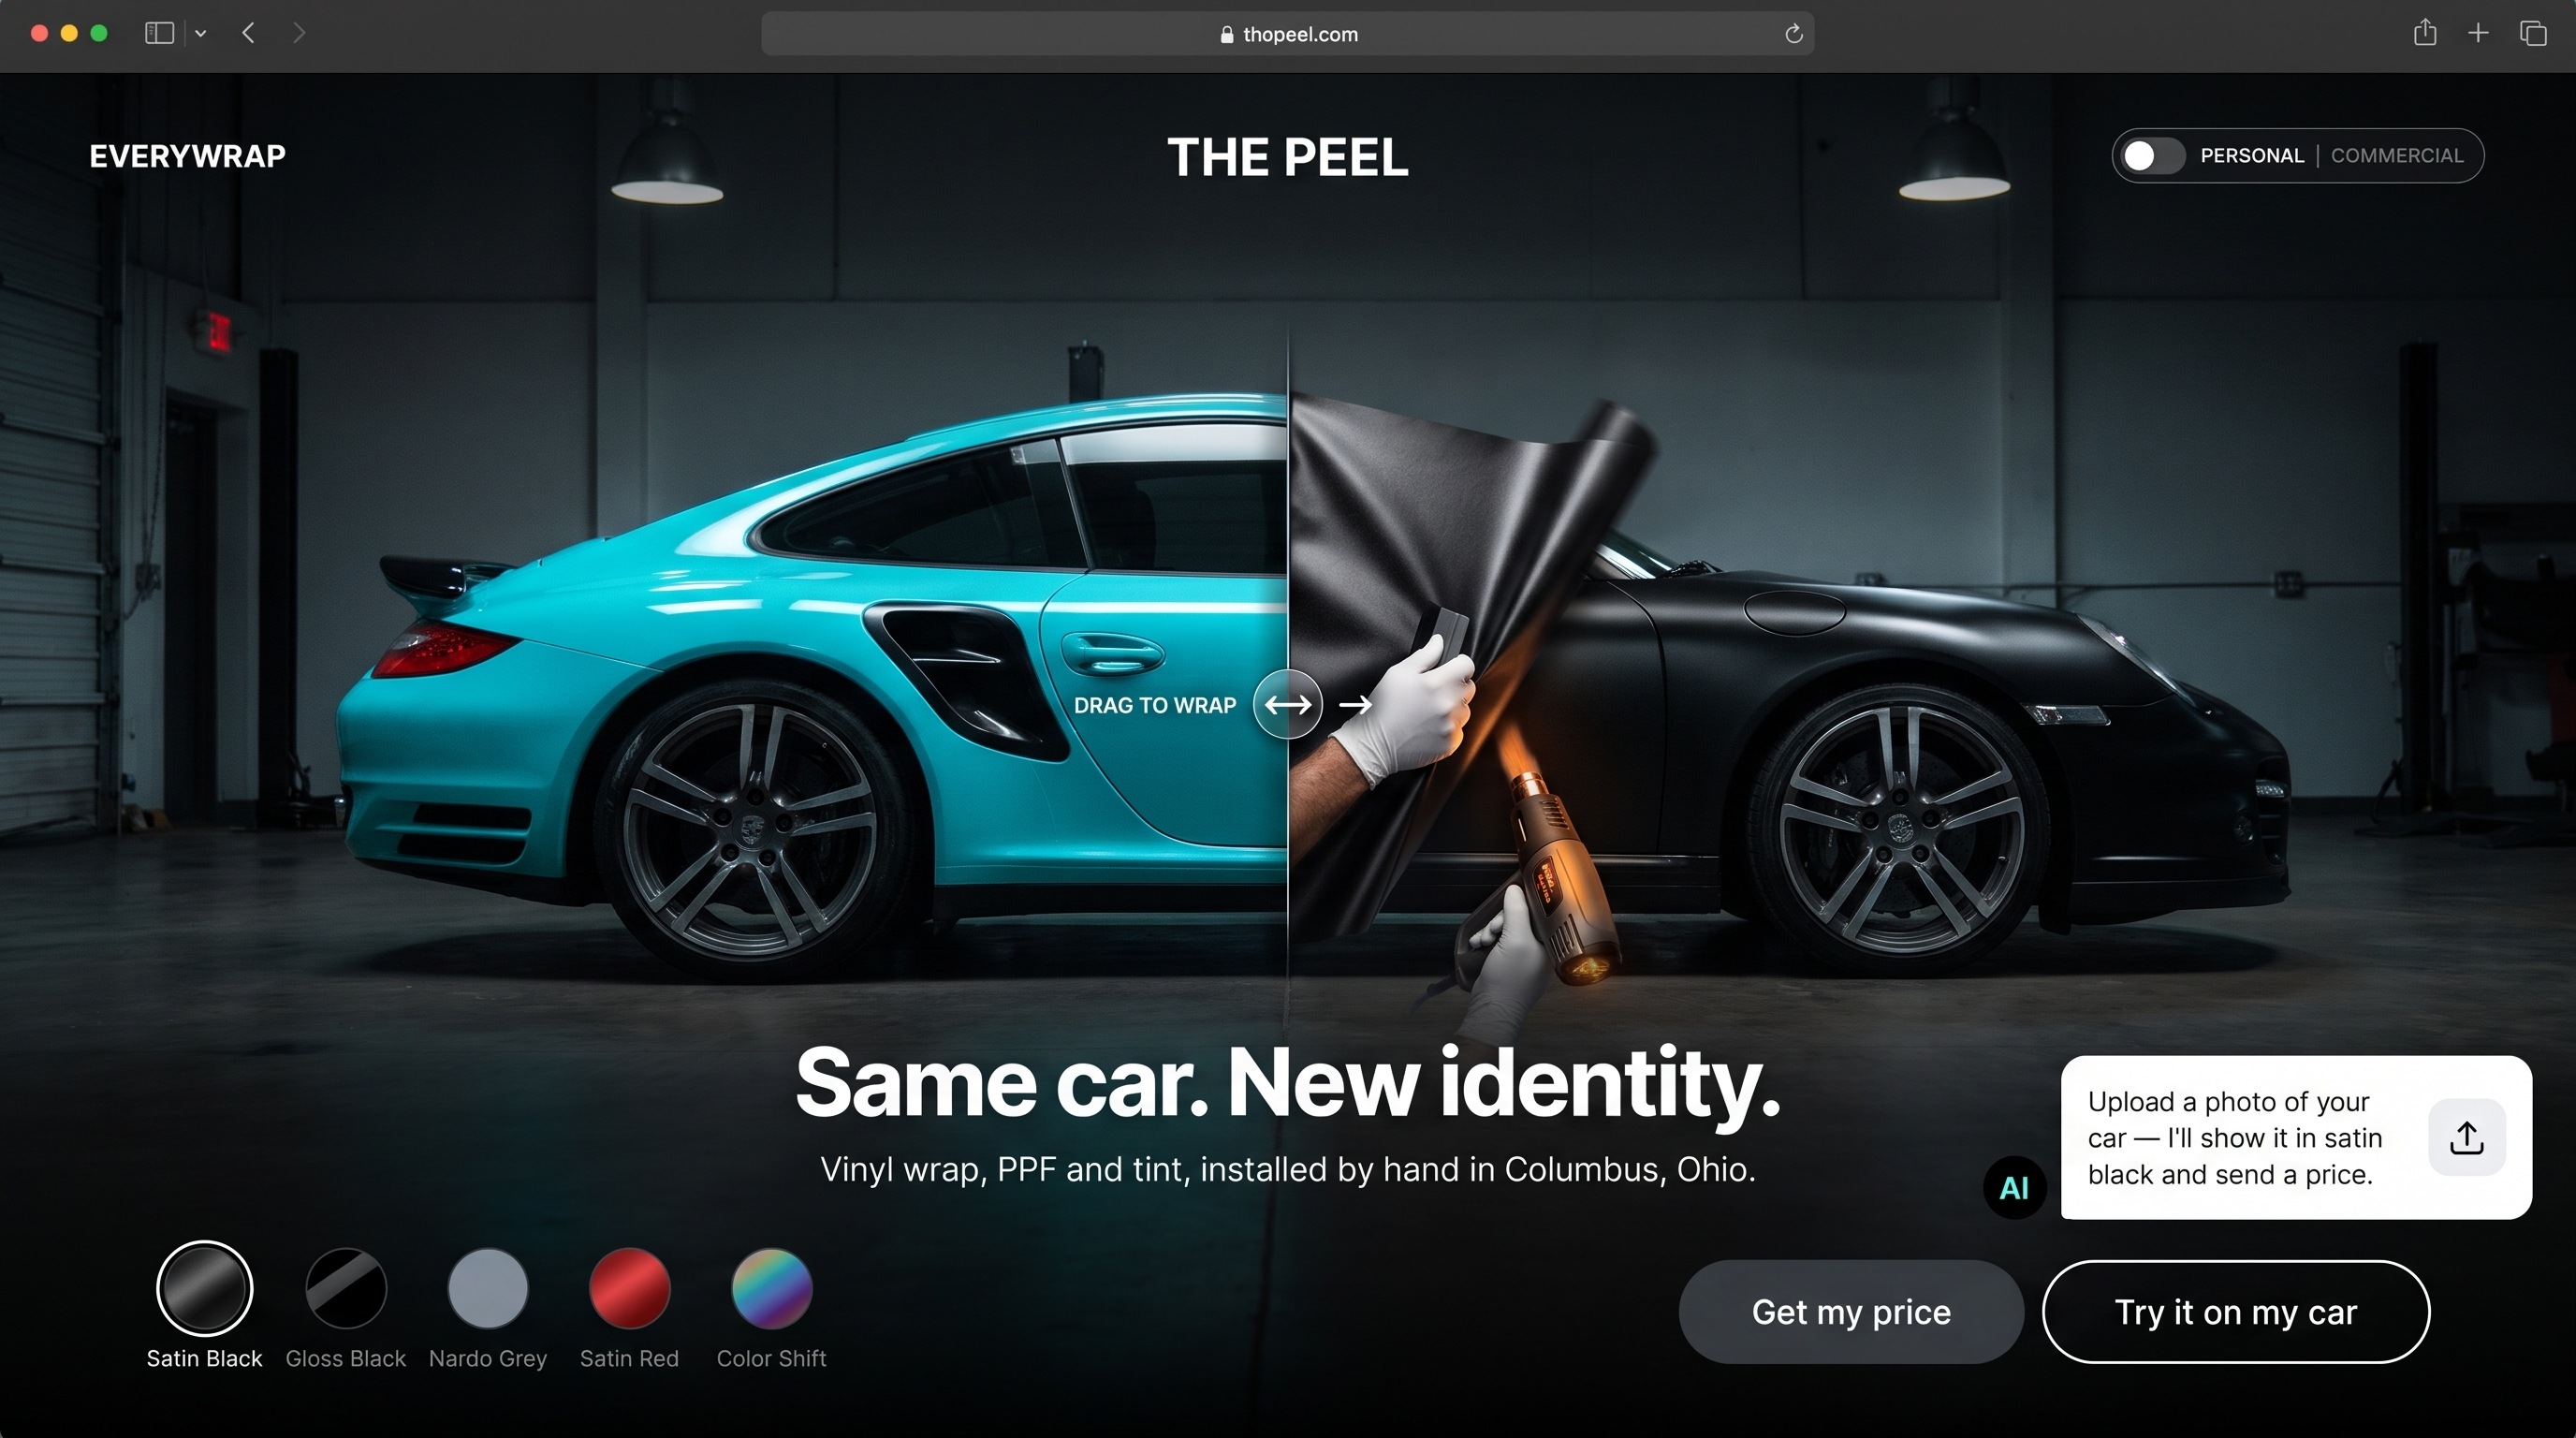 thopeel.com
EVERYWRAP
THE PEEL
PERSONAL | COMMERCIAL
DRAG TO WRAP
Same car. New identity.
Vinyl wrap, PPF and tint, installed by hand in Columbus, Ohio.
Upload a photo of your
car — I'll show it in satin
black and send a price.
AI
Satin Black
Gloss Black
Nardo Grey
Satin Red
Color Shift
Get my price
Try it on my car